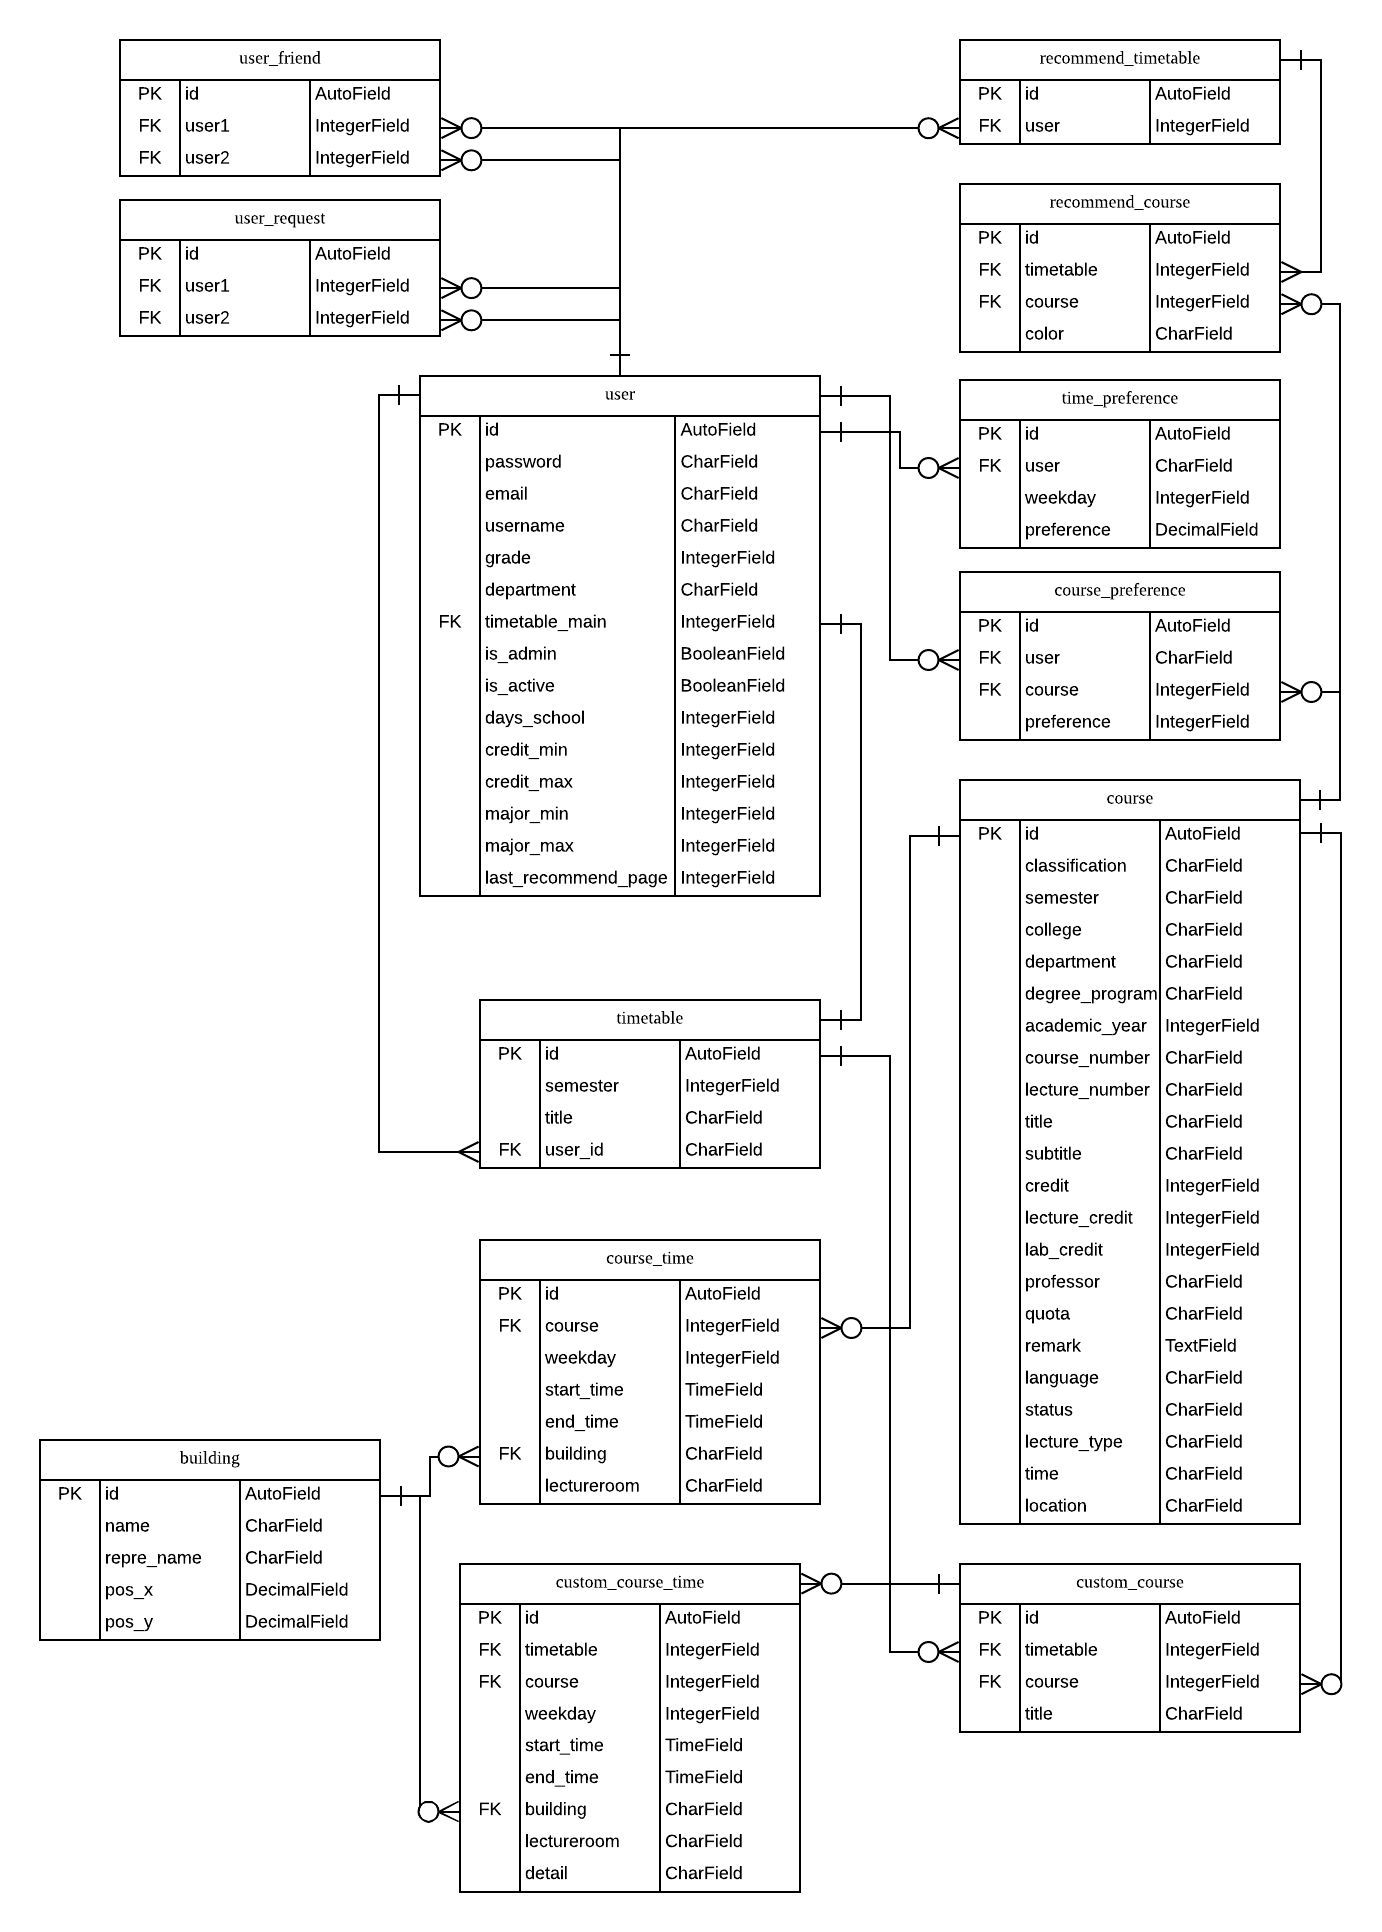 user_friend
PK id AutoField
FK user1 IntegerField
FK user2 IntegerField
user_request
PK id AutoField
FK user1 IntegerField
FK user2 IntegerField
recommend_timetable
PK id AutoField
FK user IntegerField
recommend_course
PK id AutoField
FK timetable IntegerField
FK course IntegerField
color CharField
user
PK id AutoField
password CharField
email CharField
username CharField
grade IntegerField
department CharField
FK timetable_main IntegerField
is_admin BooleanField
is_active BooleanField
days_school IntegerField
credit_min IntegerField
credit_max IntegerField
major_min IntegerField
major_max IntegerField
last_recommend_page IntegerField
time_preference
PK id AutoField
FK user CharField
weekday IntegerField
preference DecimalField
course_preference
PK id AutoField
FK user CharField
FK course IntegerField
preference IntegerField
course
PK id AutoField
classification CharField
semester CharField
college CharField
department CharField
degree_program CharField
academic_year IntegerField
course_number CharField
lecture_number CharField
title CharField
subtitle CharField
credit IntegerField
lecture_credit IntegerField
lab_credit IntegerField
professor CharField
quota CharField
remark TextField
language CharField
status CharField
lecture_type CharField
time CharField
location CharField
timetable
PK id AutoField
semester IntegerField
title CharField
FK user_id CharField
course_time
PK id AutoField
FK course IntegerField
weekday IntegerField
start_time TimeField
end_time TimeField
FK building CharField
lectureroom CharField
building
PK id AutoField
name CharField
repre_name CharField
pos_x DecimalField
pos_y DecimalField
custom_course_time
PK id AutoField
FK timetable IntegerField
FK course IntegerField
weekday IntegerField
start_time TimeField
end_time TimeField
FK building CharField
lectureroom CharField
detail CharField
custom_course
PK id AutoField
FK timetable IntegerField
FK course IntegerField
title CharField